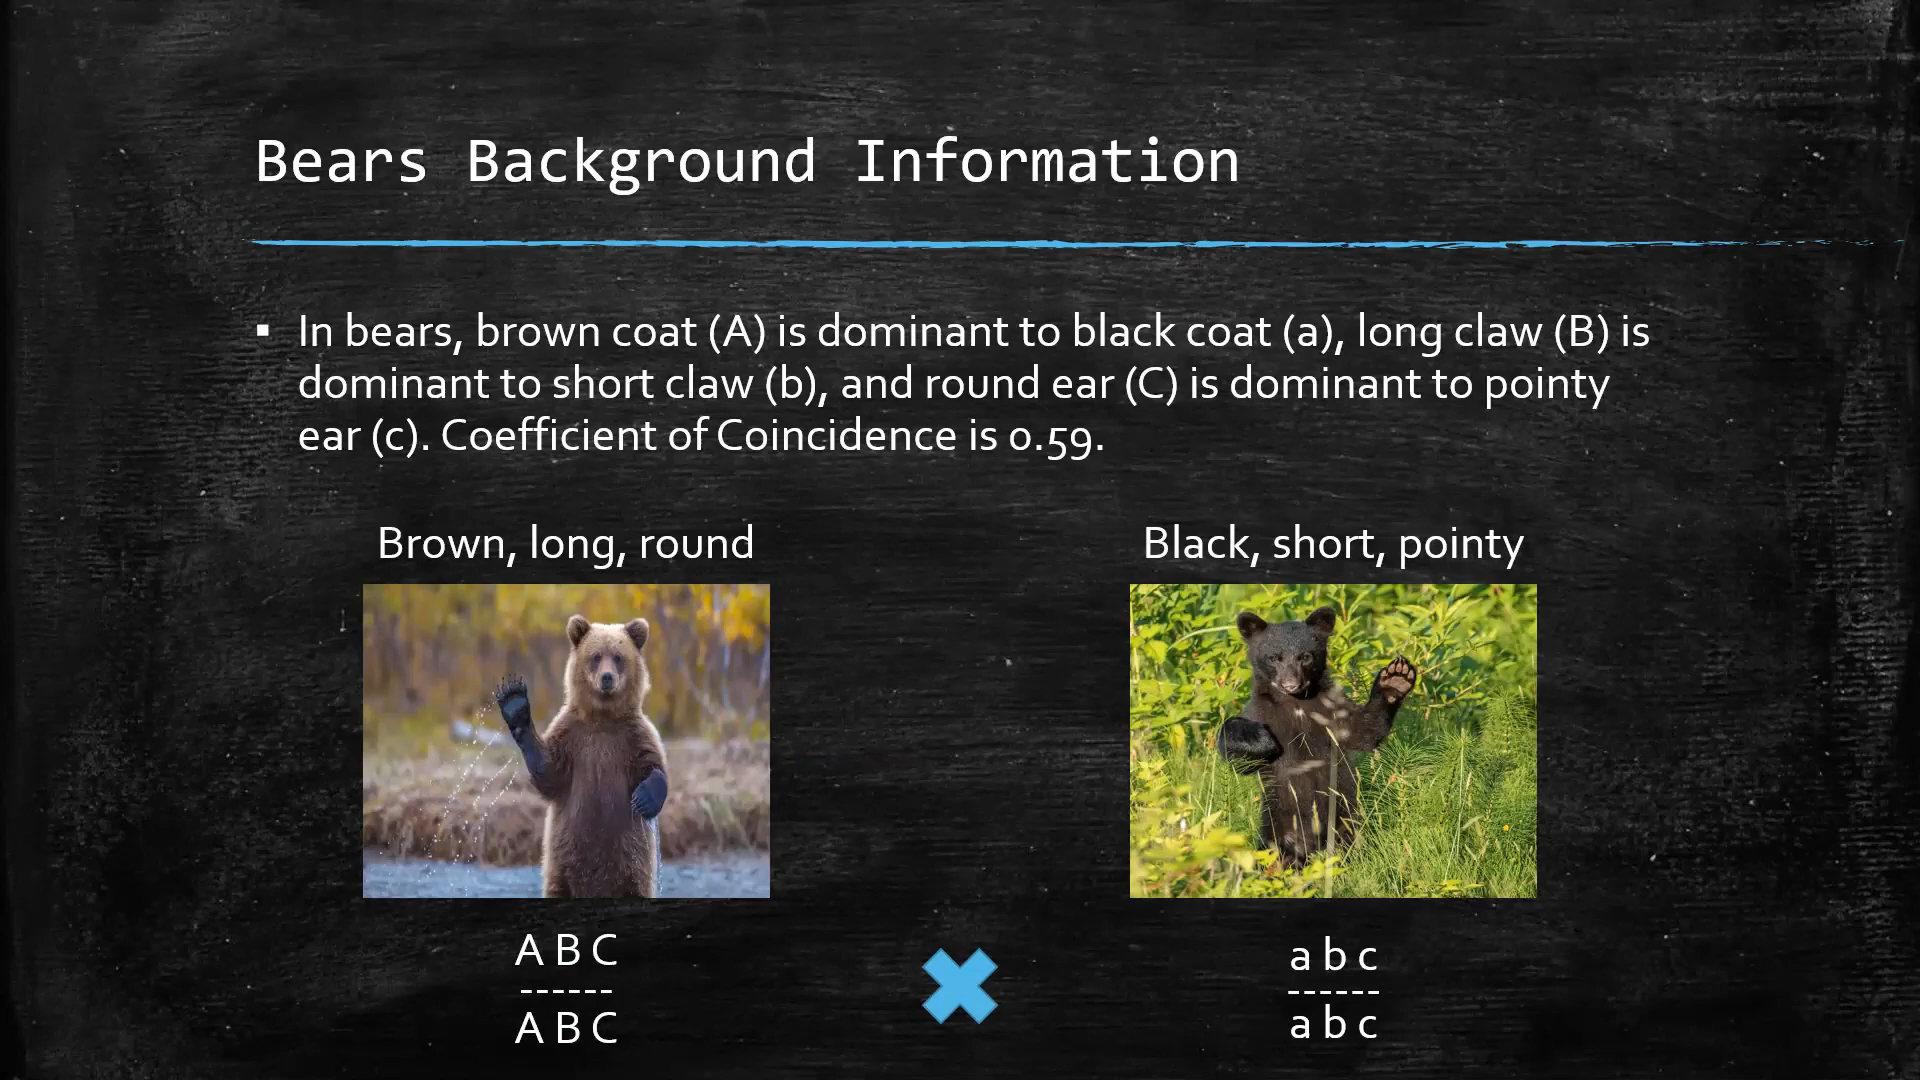 Bears Background Information
▪ In bears, brown coat (A) is dominant to black coat (a), long claw (B) is
dominant to short claw (b), and round ear (C) is dominant to pointy
ear (c). Coefficient of Coincidence is 0.59.
Brown, long, round
Black, short, pointy
A B C
------
A B C
a b c
------
a b c